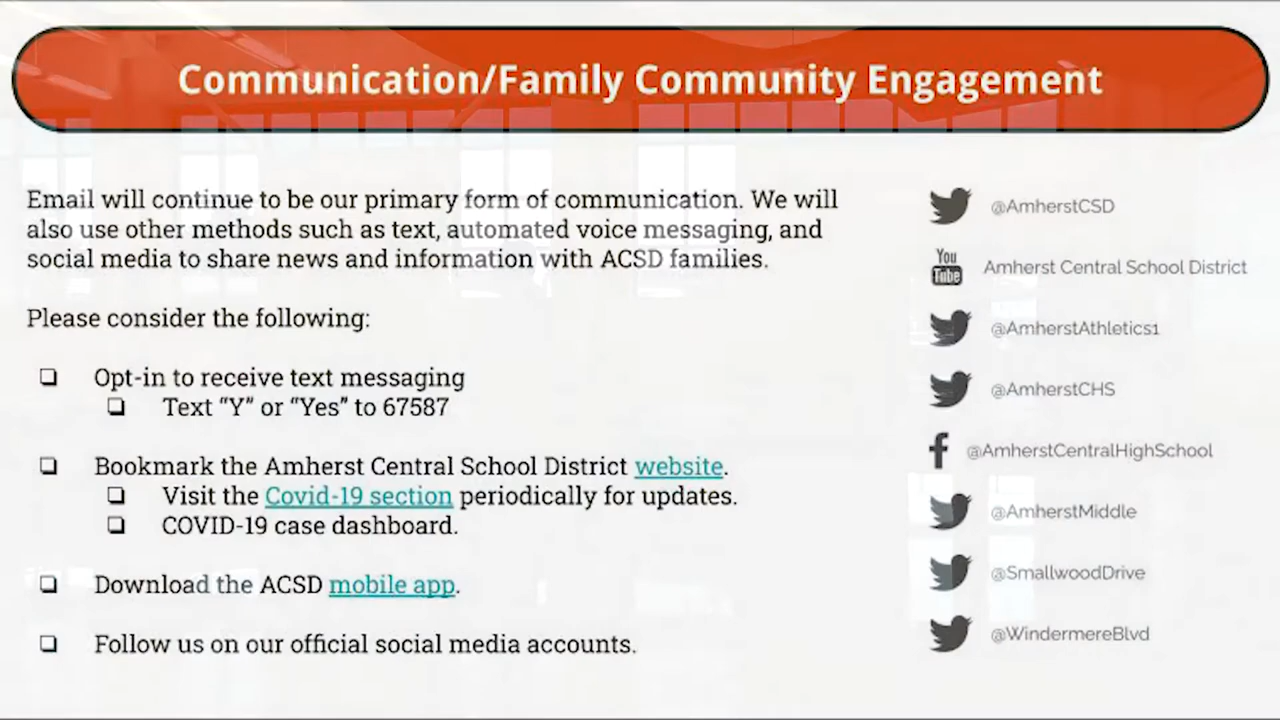 Communication/Family Community Engagement
Email will continue to be our primary form of communication. We will
also use other methods such as text, automated voice messaging, and
social media to share news and information with ACSD families.
Please consider the following:
❏ Opt-in to receive text messaging
❏ Text “Y” or “Yes” to 67587
❏ Bookmark the Amherst Central School District website.
❏ Visit the Covid-19 section periodically for updates.
❏ COVID-19 case dashboard.
❏ Download the ACSD mobile app.
❏ Follow us on our official social media accounts.
@AmherstCSD
You Tube
Amherst Central School District
@AmherstAthletics1
@AmherstCHS
@AmherstCentralHighSchool
@AmherstMiddle
@SmallwoodDrive
@WindermereBlvd